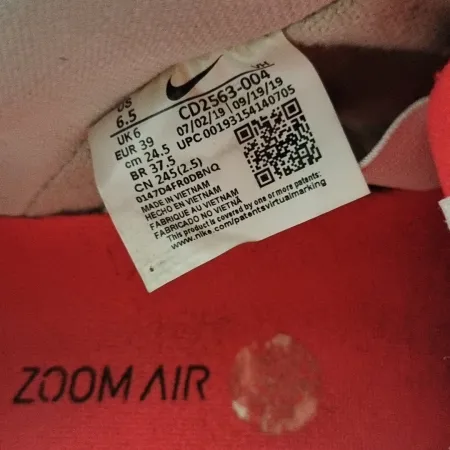 US 6.5
UK 6
EUR 39
cm 24.5
BR 37.5
CN 245(2.5)
0147D4FR0DBNQ
VH
CD2563-004
07/02/19 | 09/19/19
UPC 00193154140705
MADE IN VIETNAM
HECHO EN VIETNAM
FABRIQUE AU VIETNAM
FABRICADO NO VIETNÃ
This product is covered by one or more patents:
www.nike.com/patentsvirtualmarking
ZOOM AIR